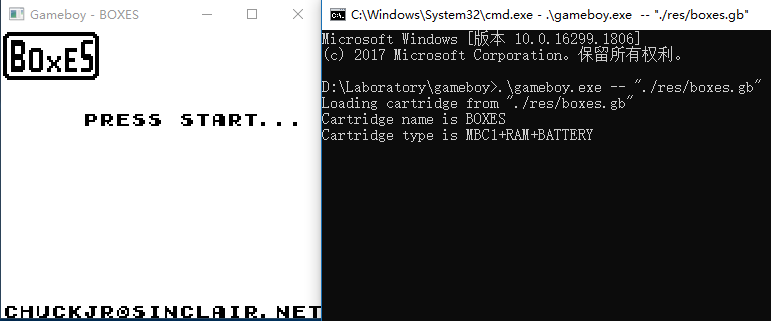 Gameboy - BOXES
BOxES
PRESS START...
CHUCKJR@SINCLAIR.NET
C:\Windows\System32\cmd.exe - .\gameboy.exe -- "./res/boxes.gb"
Microsoft Windows [版本 10.0.16299.1806]
(c) 2017 Microsoft Corporation。保留所有权利。
D:\Laboratory\gameboy>.\gameboy.exe -- "./res/boxes.gb"
Loading cartridge from "./res/boxes.gb"
Cartridge name is BOXES
Cartridge type is MBC1+RAM+BATTERY